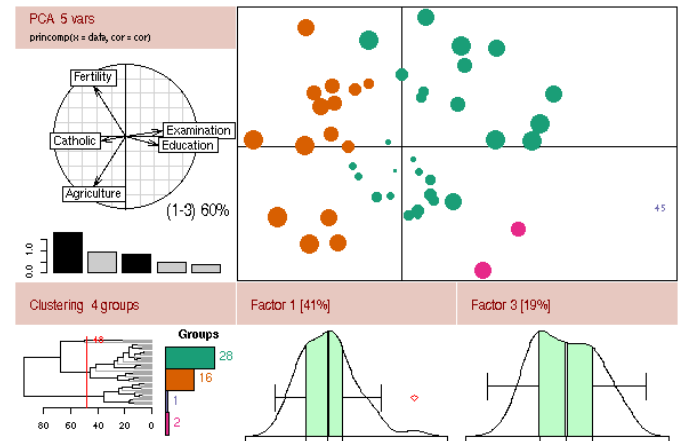 PCA 5 vars
princomp(x = data, cor = cor)
Fertility
Examination
Catholic
Education
Agriculture
(1-3) 60%
45
1.0
0.0
Clustering 4 groups
Factor 1 [41%]
Factor 3 [19%]
Groups
18
28
16
1
2
80 60 40 20 0